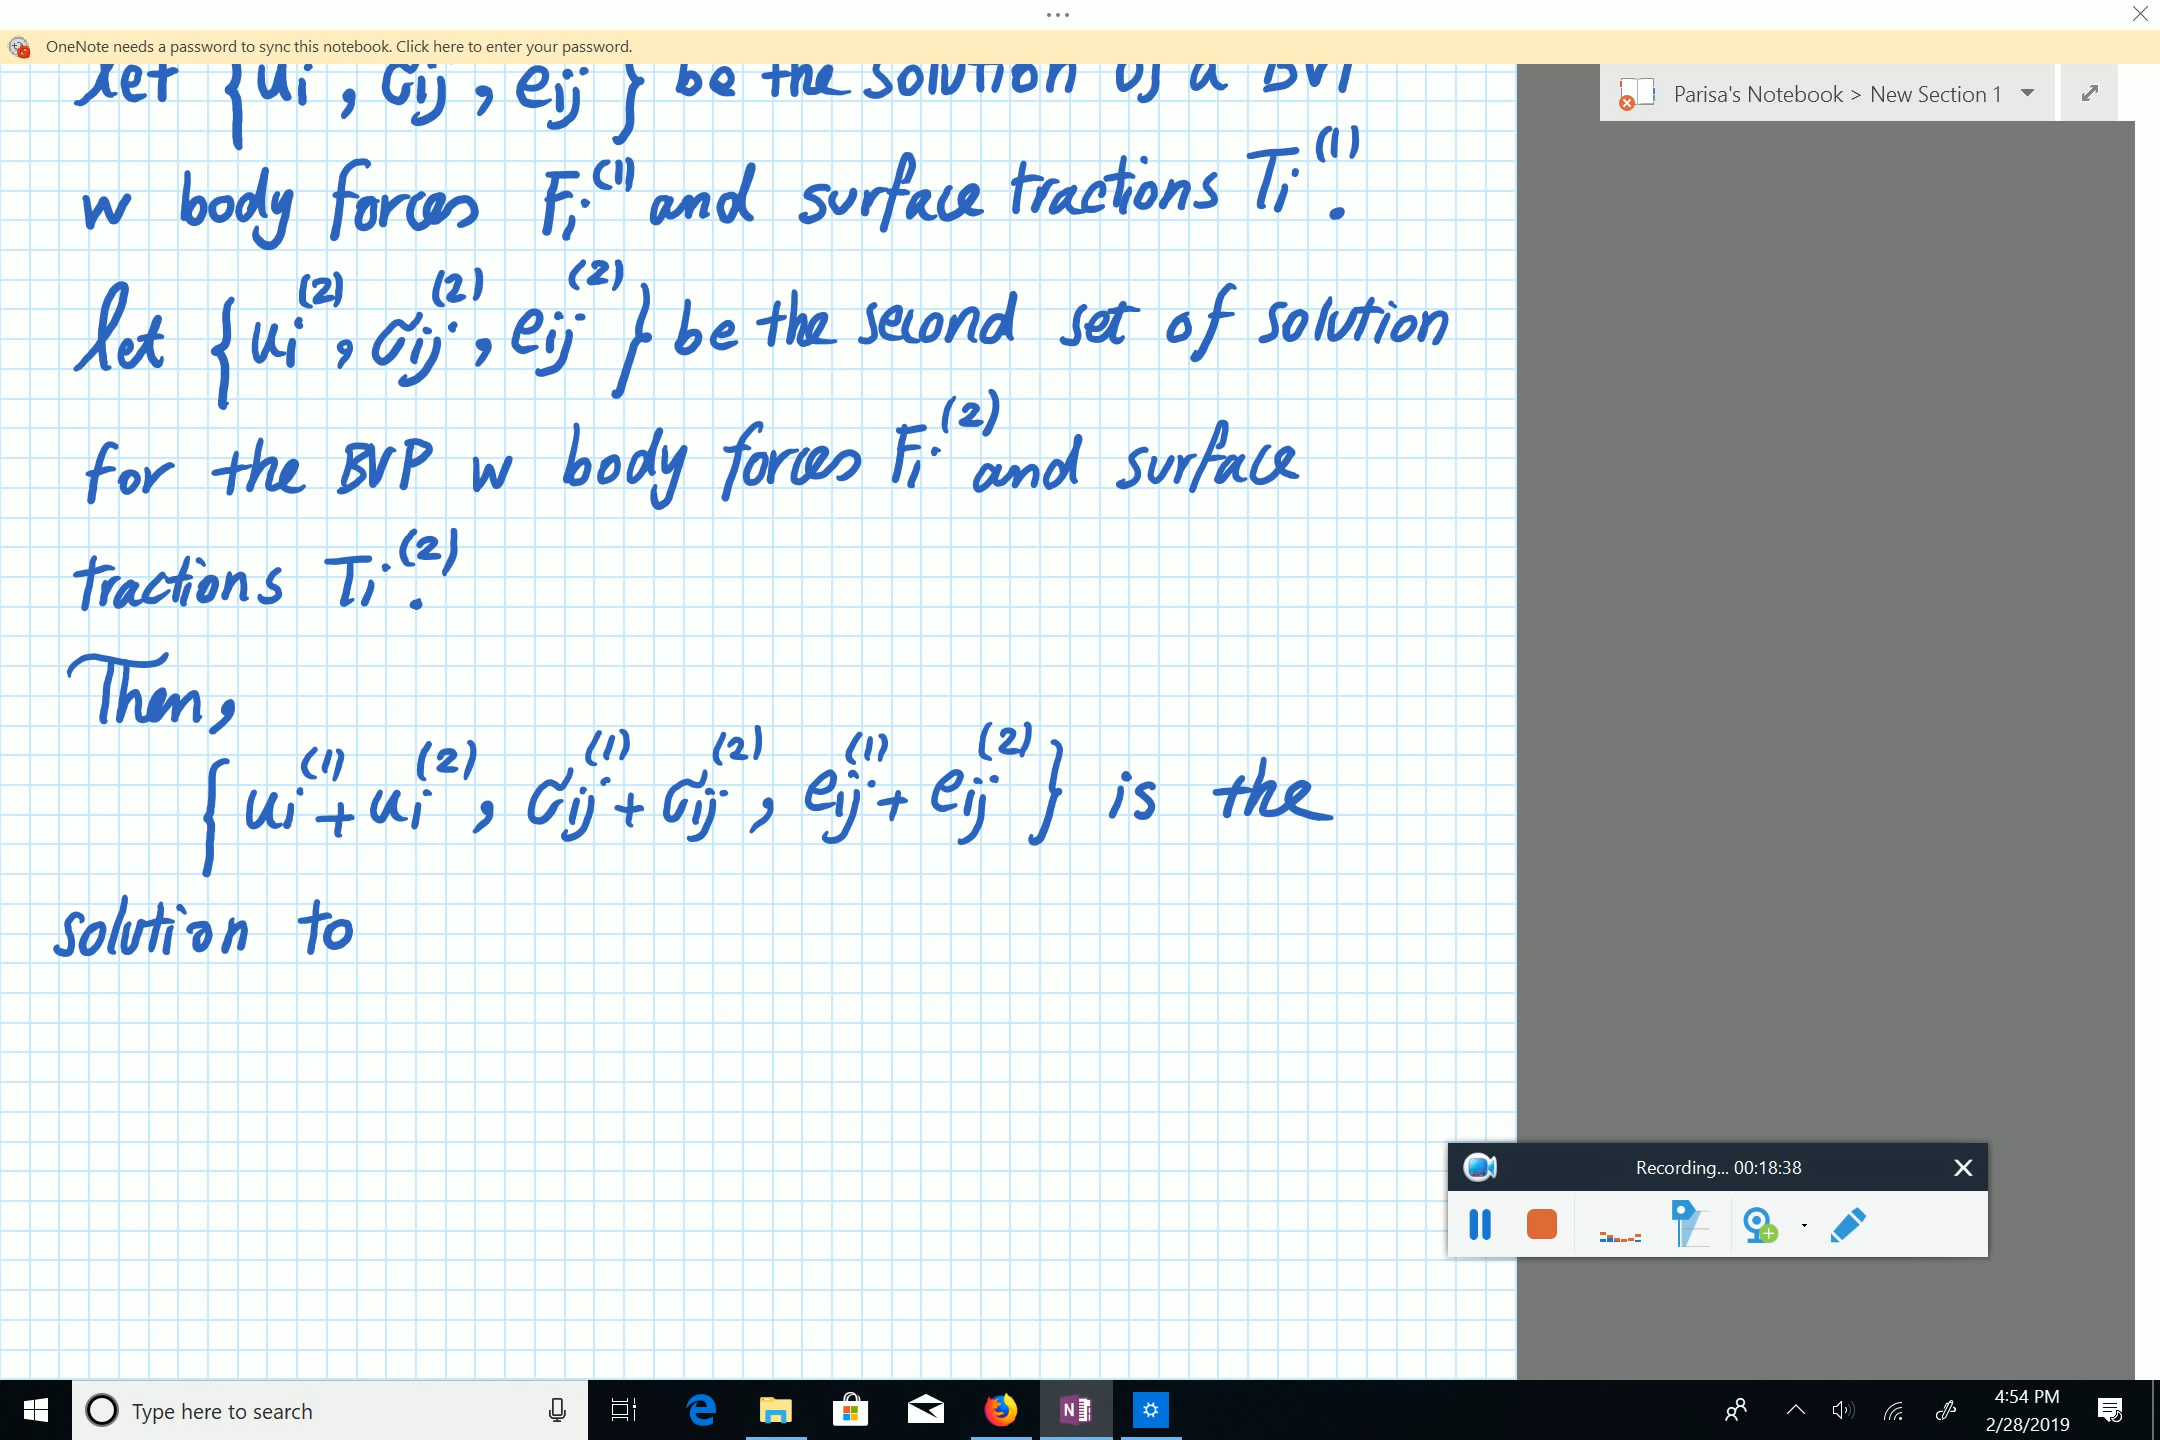 OneNote needs a password to sync this notebook. Click here to enter your password.
Parisa's Notebook > New Section 1
let {ui , σij , eij } be the solution of a BVP
w body forces Fi^(1) and surface tractions Ti^(1).
let {ui^(2) , σij^(2) , eij^(2) } be the second set of solution
for the BVP w body forces Fi^(2) and surface
tractions Ti^(2).
Then,
{ui^(1) + ui^(2) , σij^(1) + σij^(2) , eij^(1) + eij^(2) } is the
solution to
Recording... 00:18:38
Type here to search
4:54 PM
2/28/2019